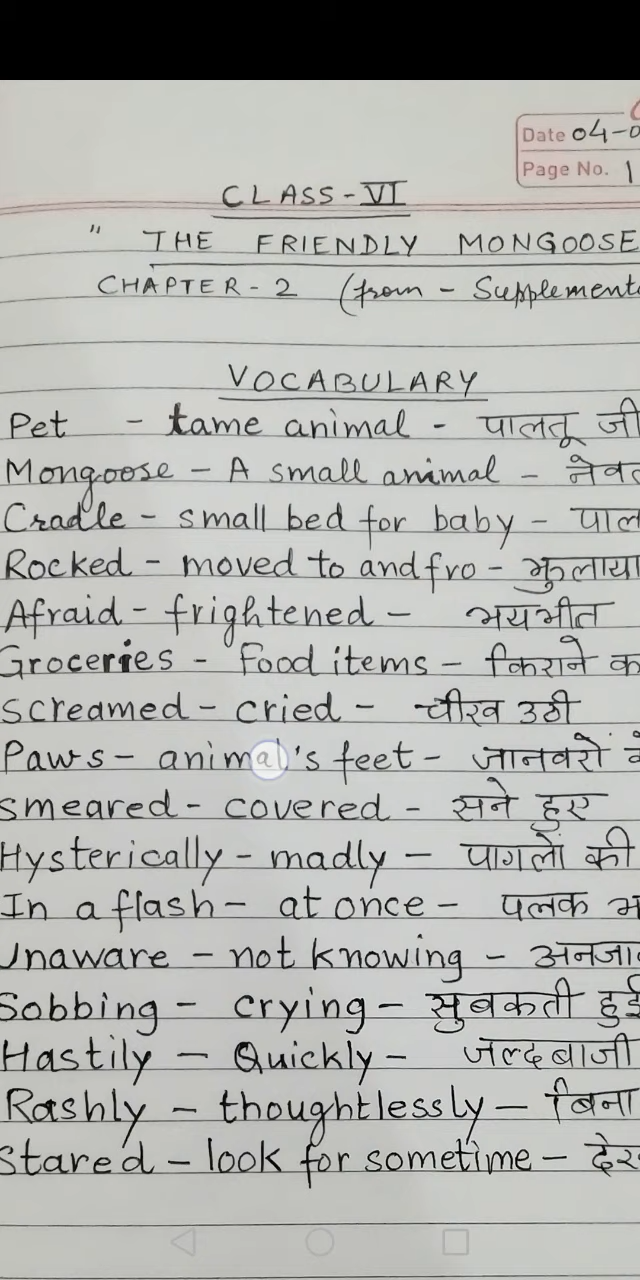 Date 04-0
Page No. 1
CLASS-VI
" THE FRIENDLY MONGOOSE
CHAPTER-2 (from - Supplementa
VOCABULARY
Pet - tame animal - पालतू जी
Mongoose - A small animal - नेवल
Cradle - small bed for baby - पाल
Rocked - moved to and fro - झुलाया
Afraid - frightened - भयभीत
Groceries - Food items - किराने क
Screamed - cried - चीख उठी
Paws - animal's feet - जानवरों के
Smeared - covered - सने हुए
Hysterically - madly - पागलों की
In a flash - at once - पलक भ
Unaware - not knowing - अनजा
Sobbing - crying - सुबकती हुई
Hastily - Quickly - जल्दबाजी
Rashly - thoughtlessly - बिना
Stared - look for sometime - देर